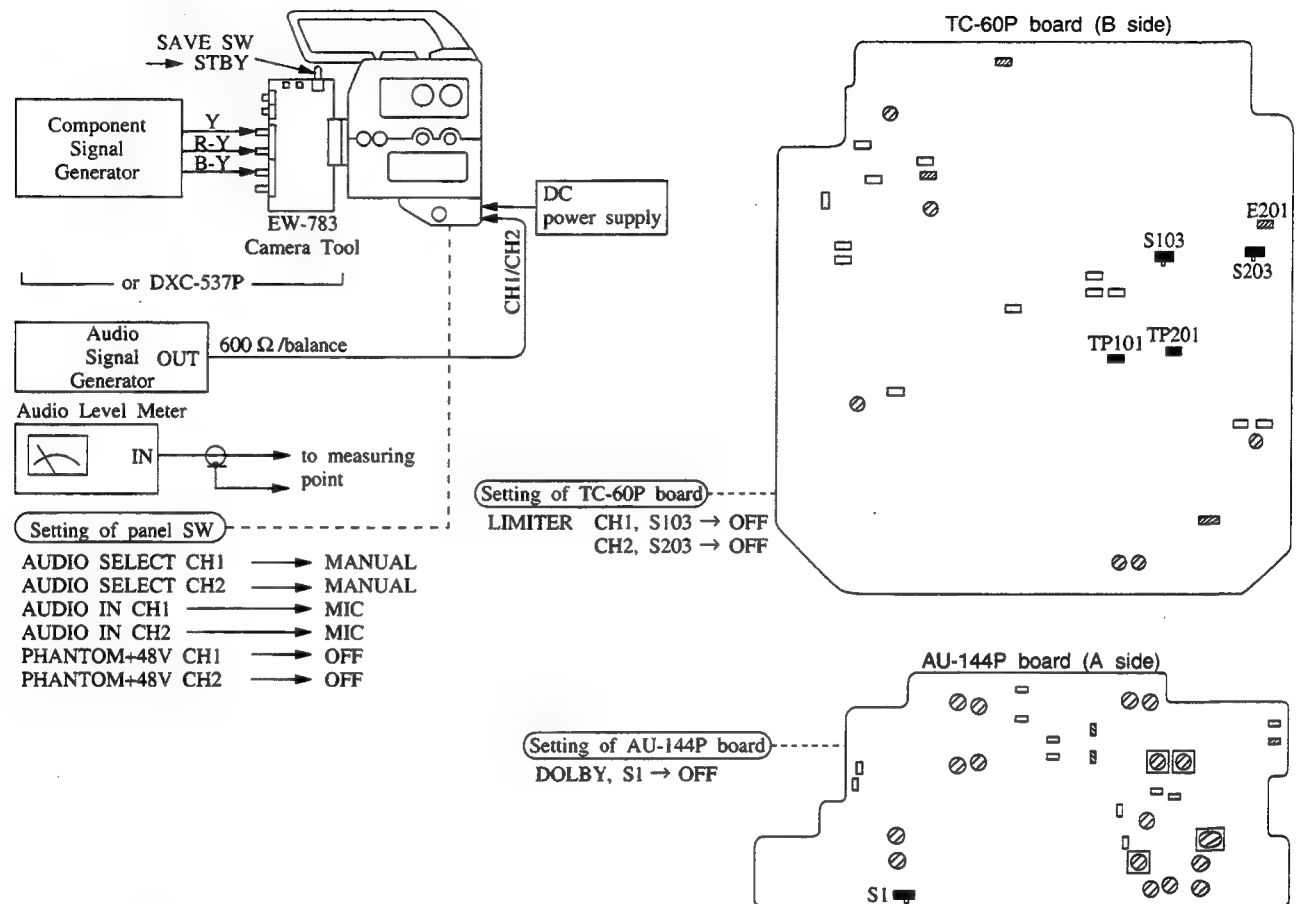 TC-60P board (B side)
SAVE SW
→ STBY
Component
Signal
Generator
Y
R-Y
B-Y
EW-783
Camera Tool
or DXC-537P
DC
power supply
CH1/CH2
Audio
Signal OUT
Generator
600 Ω/balance
Audio Level Meter
IN
to measuring
point
E201
S103
S203
TP101
TP201
Setting of TC-60P board
LIMITER CH1, S103 → OFF
CH2, S203 → OFF
Setting of panel SW
AUDIO SELECT CH1 → MANUAL
AUDIO SELECT CH2 → MANUAL
AUDIO IN CH1 → MIC
AUDIO IN CH2 → MIC
PHANTOM+48V CH1 → OFF
PHANTOM+48V CH2 → OFF
AU-144P board (A side)
Setting of AU-144P board
DOLBY, S1 → OFF
S1